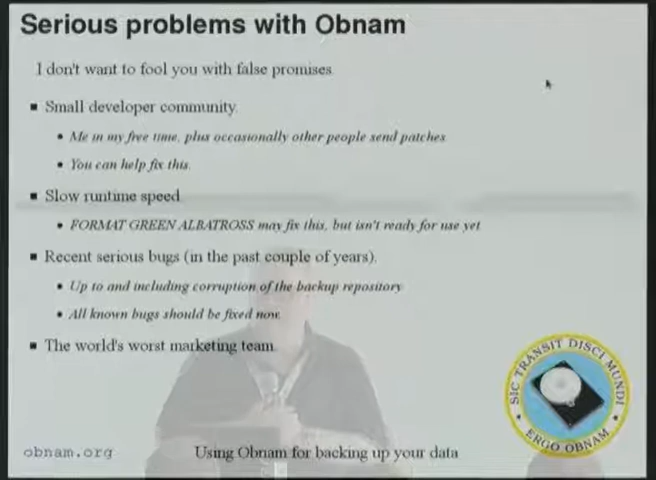 Serious problems with Obnam
I don't want to fool you with false promises
Small developer community.
Me in my free time, plus occasionally other people send patches
You can help fix this.
Slow runtime speed.
FORMAT GREEN ALBATROSS may fix this, but isn't ready for use yet
Recent serious bugs (in the past couple of years).
Up to and including corruption of the backup repository
All known bugs should be fixed now.
The world's worst marketing team.
SIC TRANSIT DISCI MUNDI
ERGO OBNAM
obnam.org
Using Obnam for backing up your data